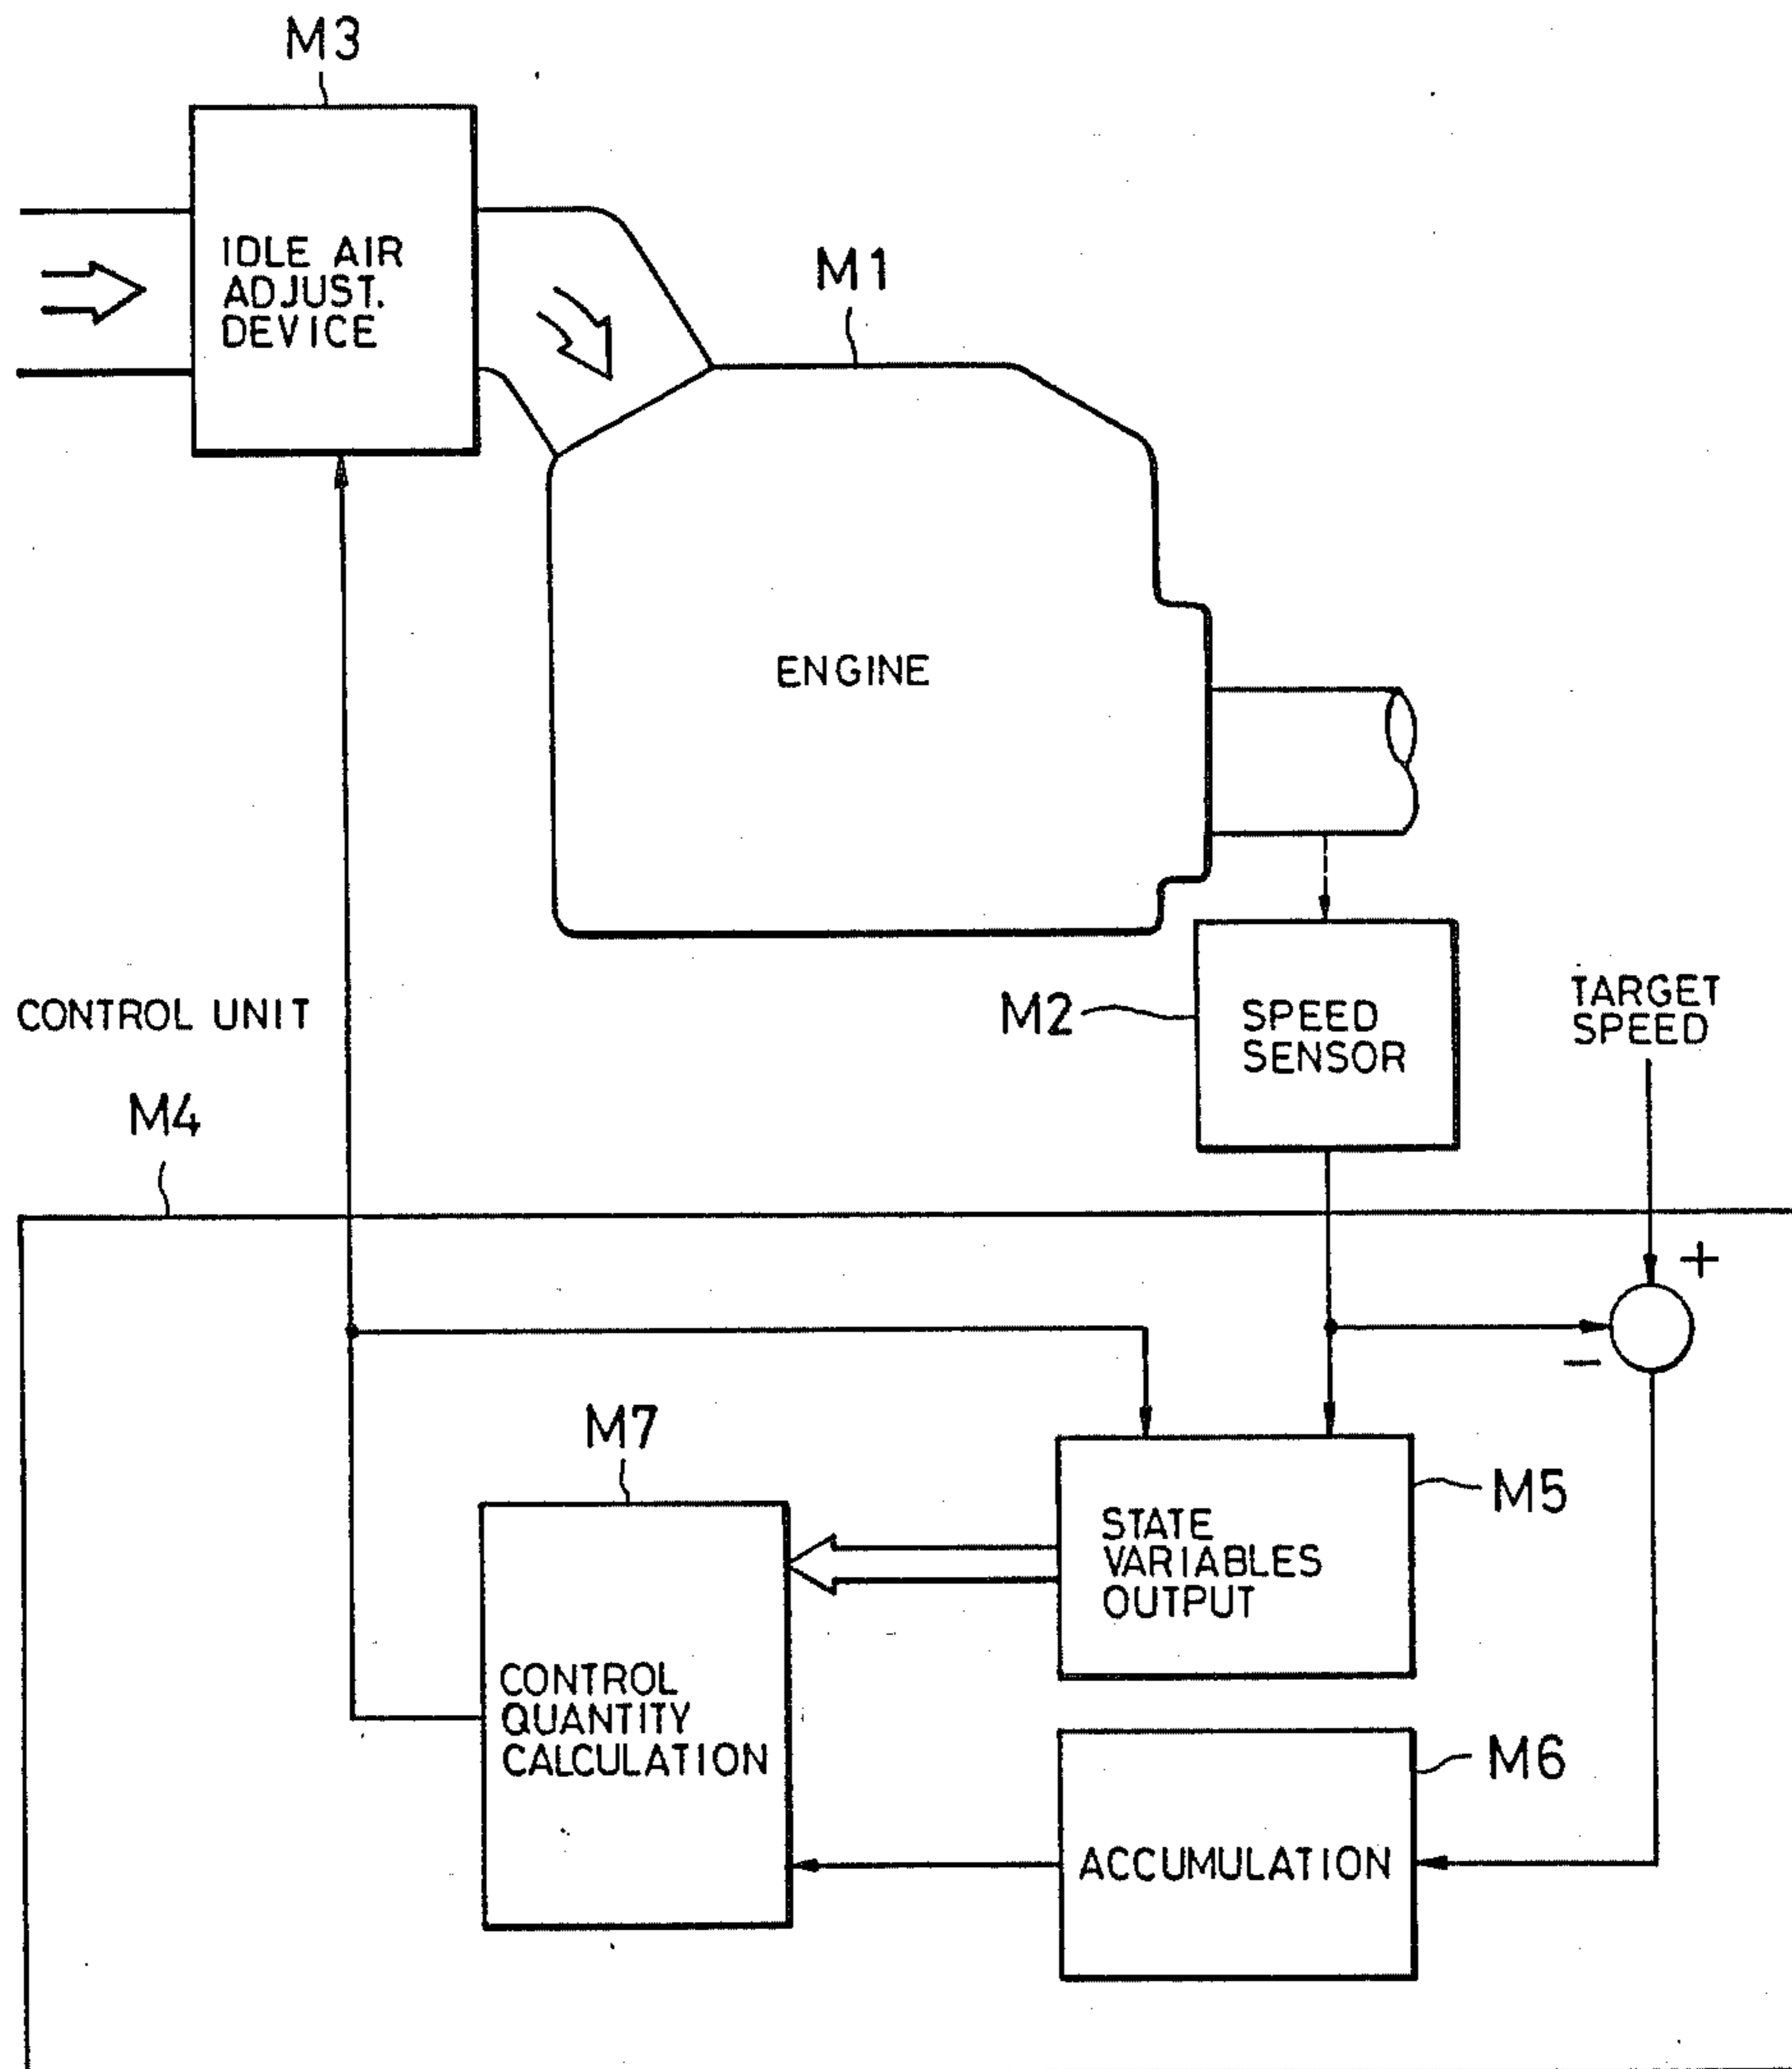 M3
IDLE AIR
ADJUST.
DEVICE
M1
ENGINE
CONTROL UNIT
M2
SPEED
SENSOR
TARGET
SPEED
M4
+
−
M7
M5
STATE
VARIABLES
OUTPUT
CONTROL
QUANTITY
CALCULATION
M6
ACCUMULATION